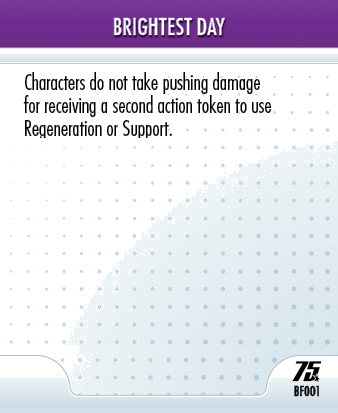 BRIGHTEST DAY
Characters do not take pushing damage
for receiving a second action token to use
Regeneration or Support.
75
BF001